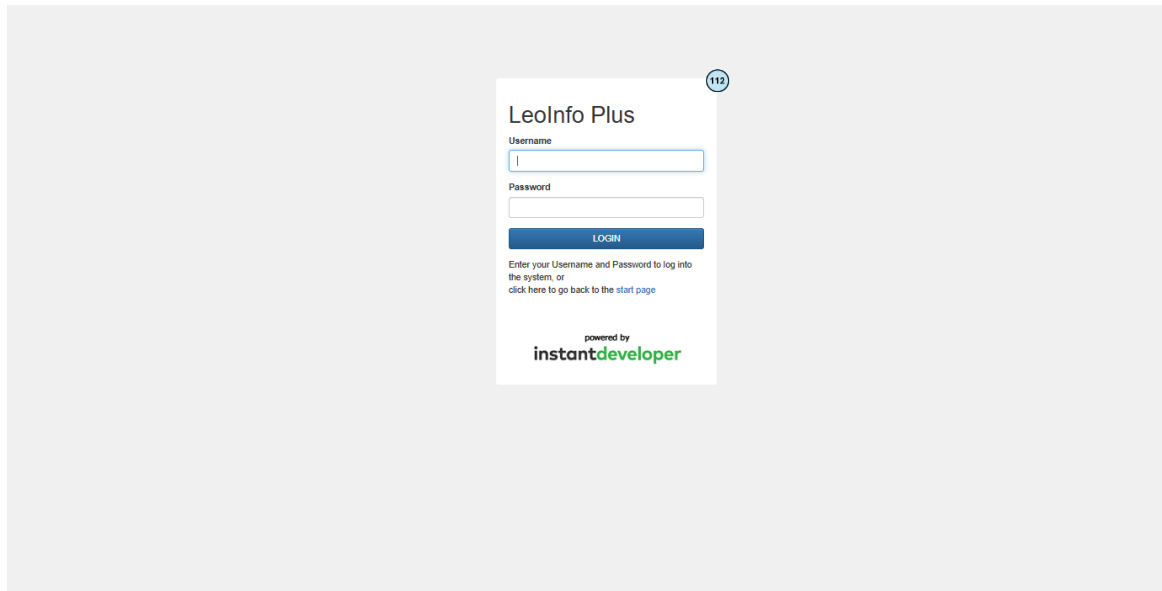 112
LeoInfo Plus
Username
Password
LOGIN
Enter your Username and Password to log into
the system, or
click here to go back to the start page
powered by
instantdeveloper